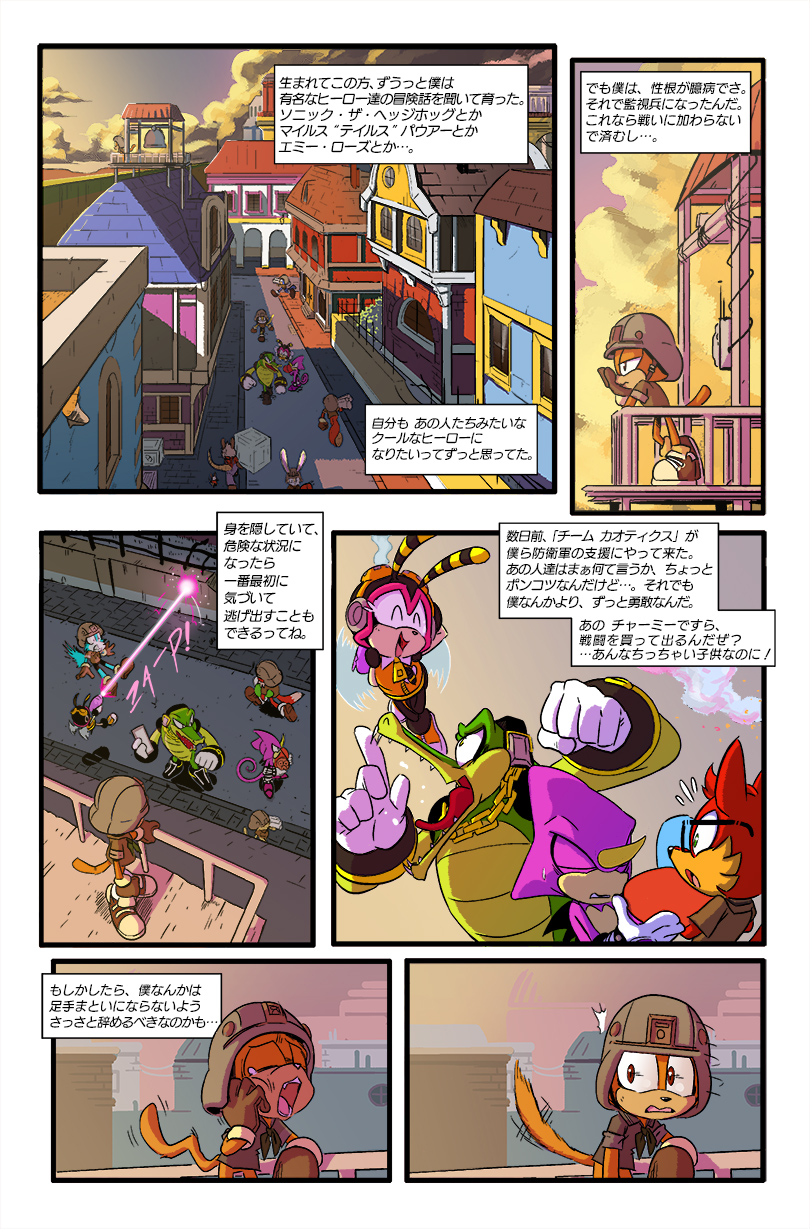 生まれてこの方、ずうっと僕は
有名なヒーロー達の冒険話を聞いて育った。
ソニック・ザ・ヘッジホッグとか
マイルス “テイルス” パウアーとか
エミー・ローズとか…。
自分も あの人たちみたいな
クールなヒーローに
なりたいってずっと思ってた。
でも僕は、性根が臆病でさ。
それで監視兵になったんだ。
これなら戦いに加わらない
で済むし…。
身を隠していて、
危険な状況に
なったら
一番最初に
気づいて
逃げ出すことも
できるってね。
ZA-P!
数日前、「チーム カオティクス」が
僕ら防衛軍の支援にやって来た。
あの人達はまぁ何て言うか、ちょっと
ポンコツなんだけど…。それでも
僕なんかより、ずっと勇敢なんだ。
あの チャーミーですら、
戦闘を買って出るんだぜ？
…あんなちっちゃい子供なのに！
もしかしたら、僕なんかは
足手まといにならないよう
さっさと辞めるべきなのかも…